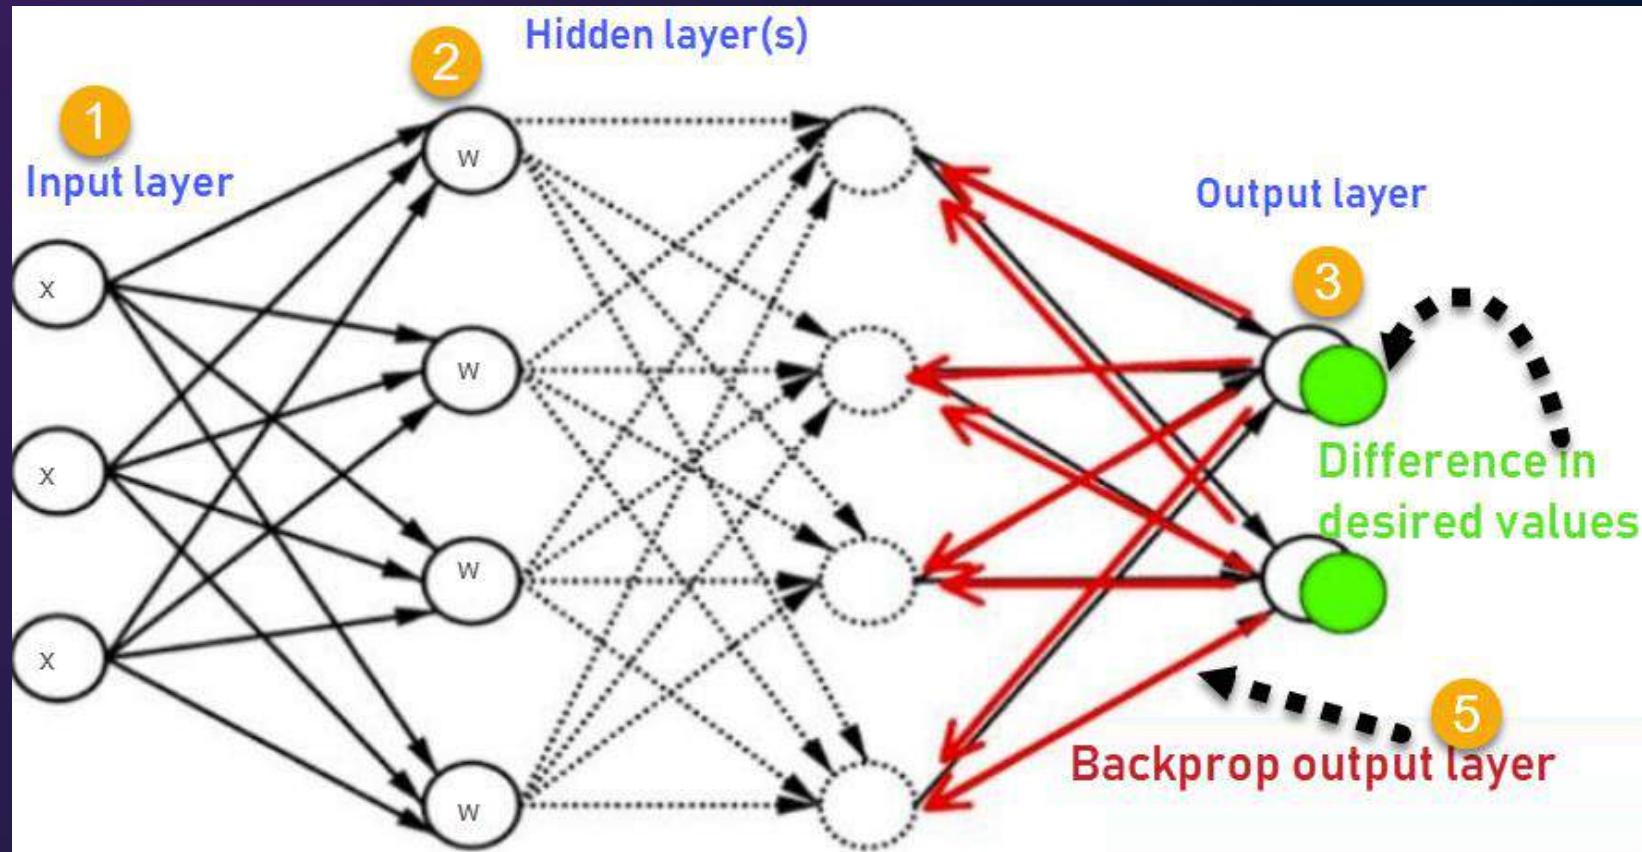 Hidden layer(s)
2
1
Input layer
Output layer
3
x
x
x
w
w
w
w
Difference in
desired values
5
Backprop output layer